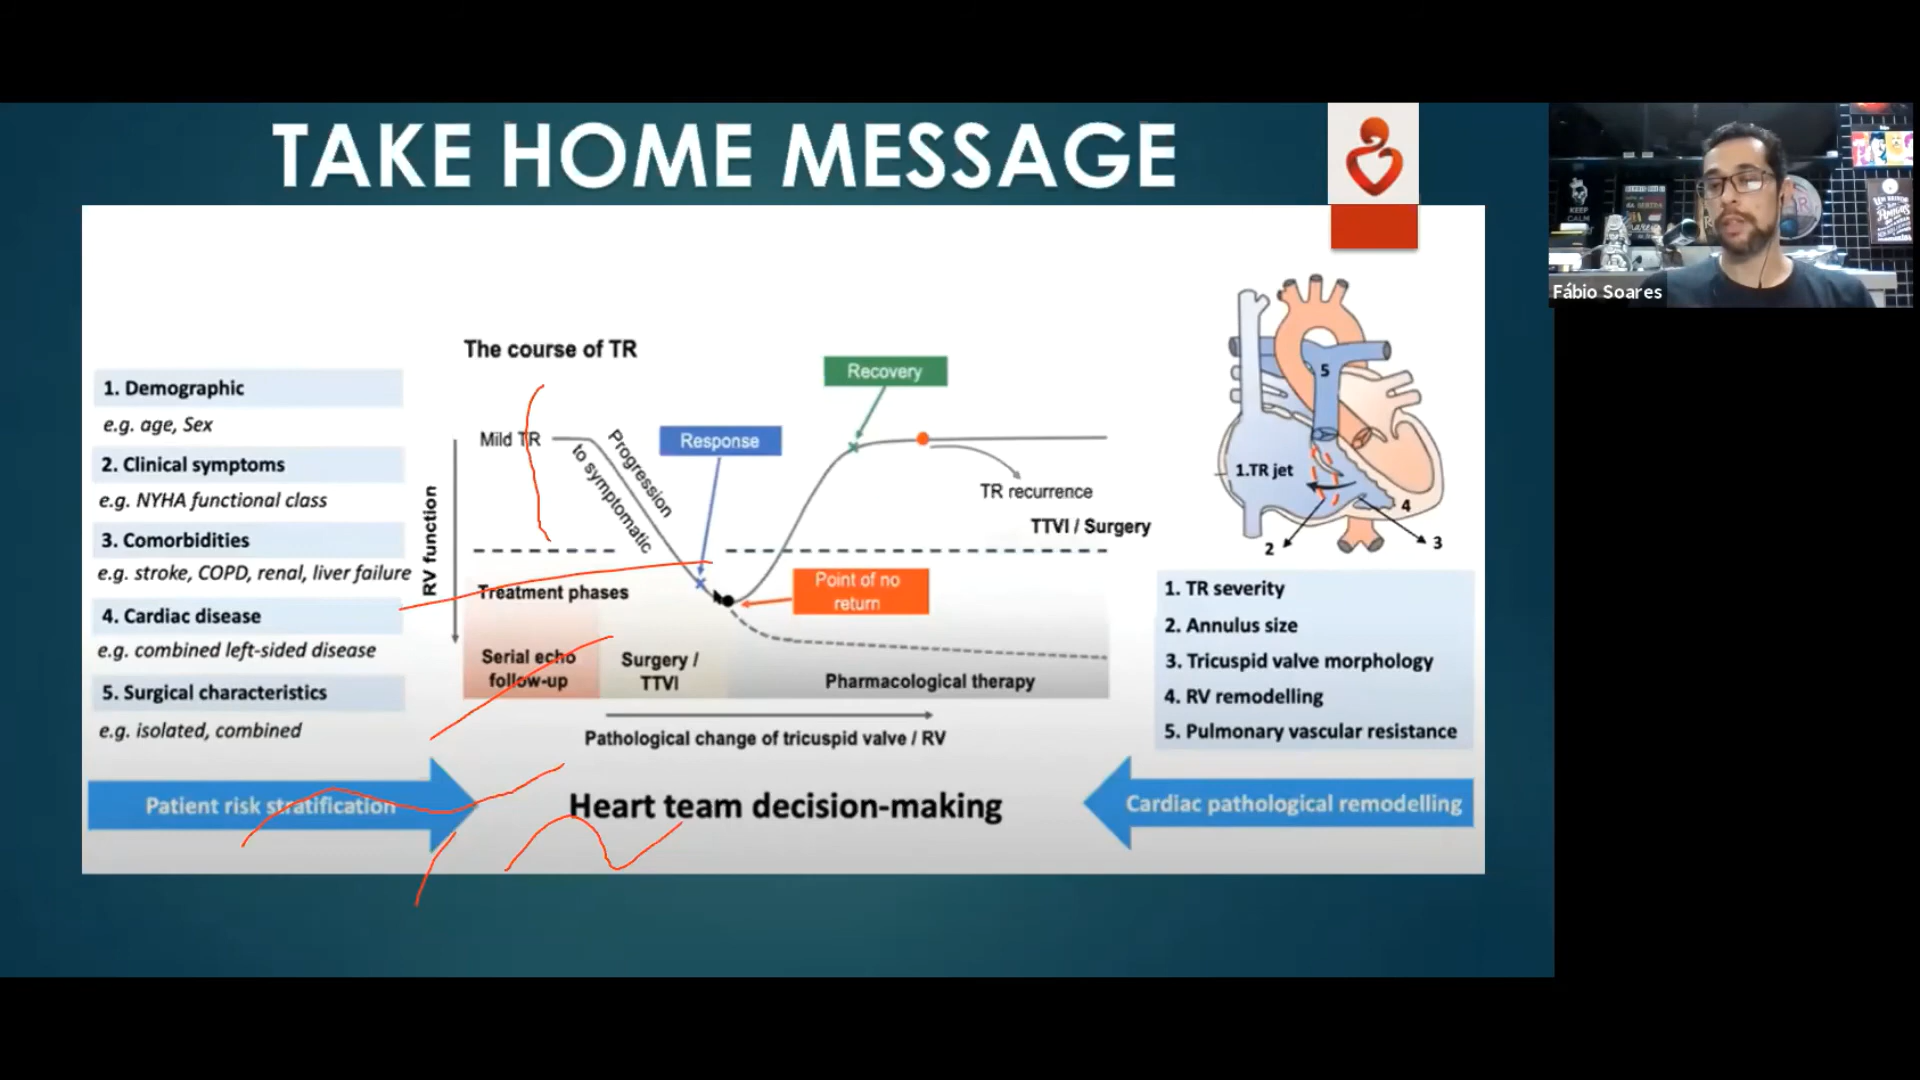 TAKE HOME MESSAGE
Fábio Soares
KEEP
CALM
1. Demographic
e.g. age, Sex
2. Clinical symptoms
e.g. NYHA functional class
3. Comorbidities
e.g. stroke, COPD, renal, liver failure
4. Cardiac disease
e.g. combined left-sided disease
5. Surgical characteristics
e.g. isolated, combined
Patient risk stratification
The course of TR
RV function
Mild TR
Progression
to symptomatic
Response
Recovery
TR recurrence
TTVI / Surgery
Treatment phases
Point of no
return
Serial echo
follow-up
Surgery /
TTVI
Pharmacological therapy
Pathological change of tricuspid valve / RV
Heart team decision-making
5
1.TR jet
4
3
2
1. TR severity
2. Annulus size
3. Tricuspid valve morphology
4. RV remodelling
5. Pulmonary vascular resistance
Cardiac pathological remodelling